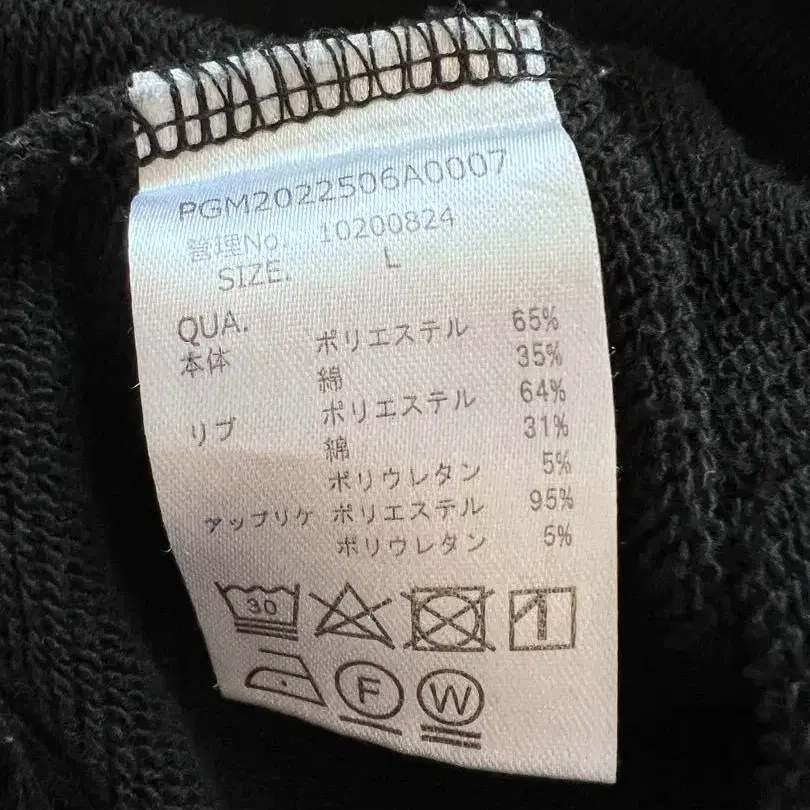 PGM2022506A0007
管理No. 10200824
SIZE. L
QUA.
本体 ポリエステル 65%
綿 35%
リブ ポリエステル 64%
綿 31%
ポリウレタン 5%
アップリケ ポリエステル 95%
ポリウレタン 5%
30
F W